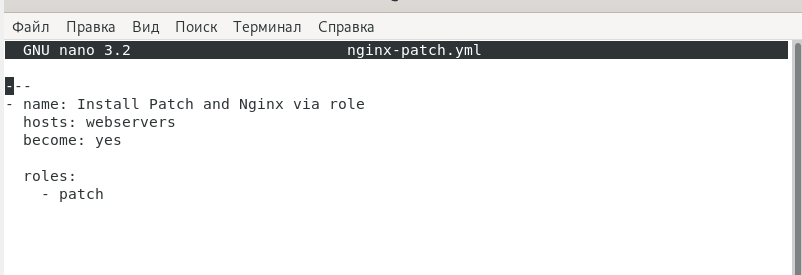 Файл Правка Вид Поиск Терминал Справка
GNU nano 3.2 nginx-patch.yml
---
- name: Install Patch and Nginx via role
  hosts: webservers
  become: yes
  roles:
    - patch